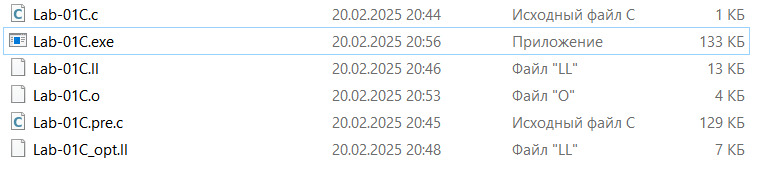 Lab-01C.c 20.02.2025 20:44 Исходный файл C 1 КБ
Lab-01C.exe 20.02.2025 20:56 Приложение 133 КБ
Lab-01C.ll 20.02.2025 20:46 Файл "LL" 13 КБ
Lab-01C.o 20.02.2025 20:53 Файл "O" 4 КБ
Lab-01C.pre.c 20.02.2025 20:45 Исходный файл C 129 КБ
Lab-01C_opt.ll 20.02.2025 20:48 Файл "LL" 7 КБ